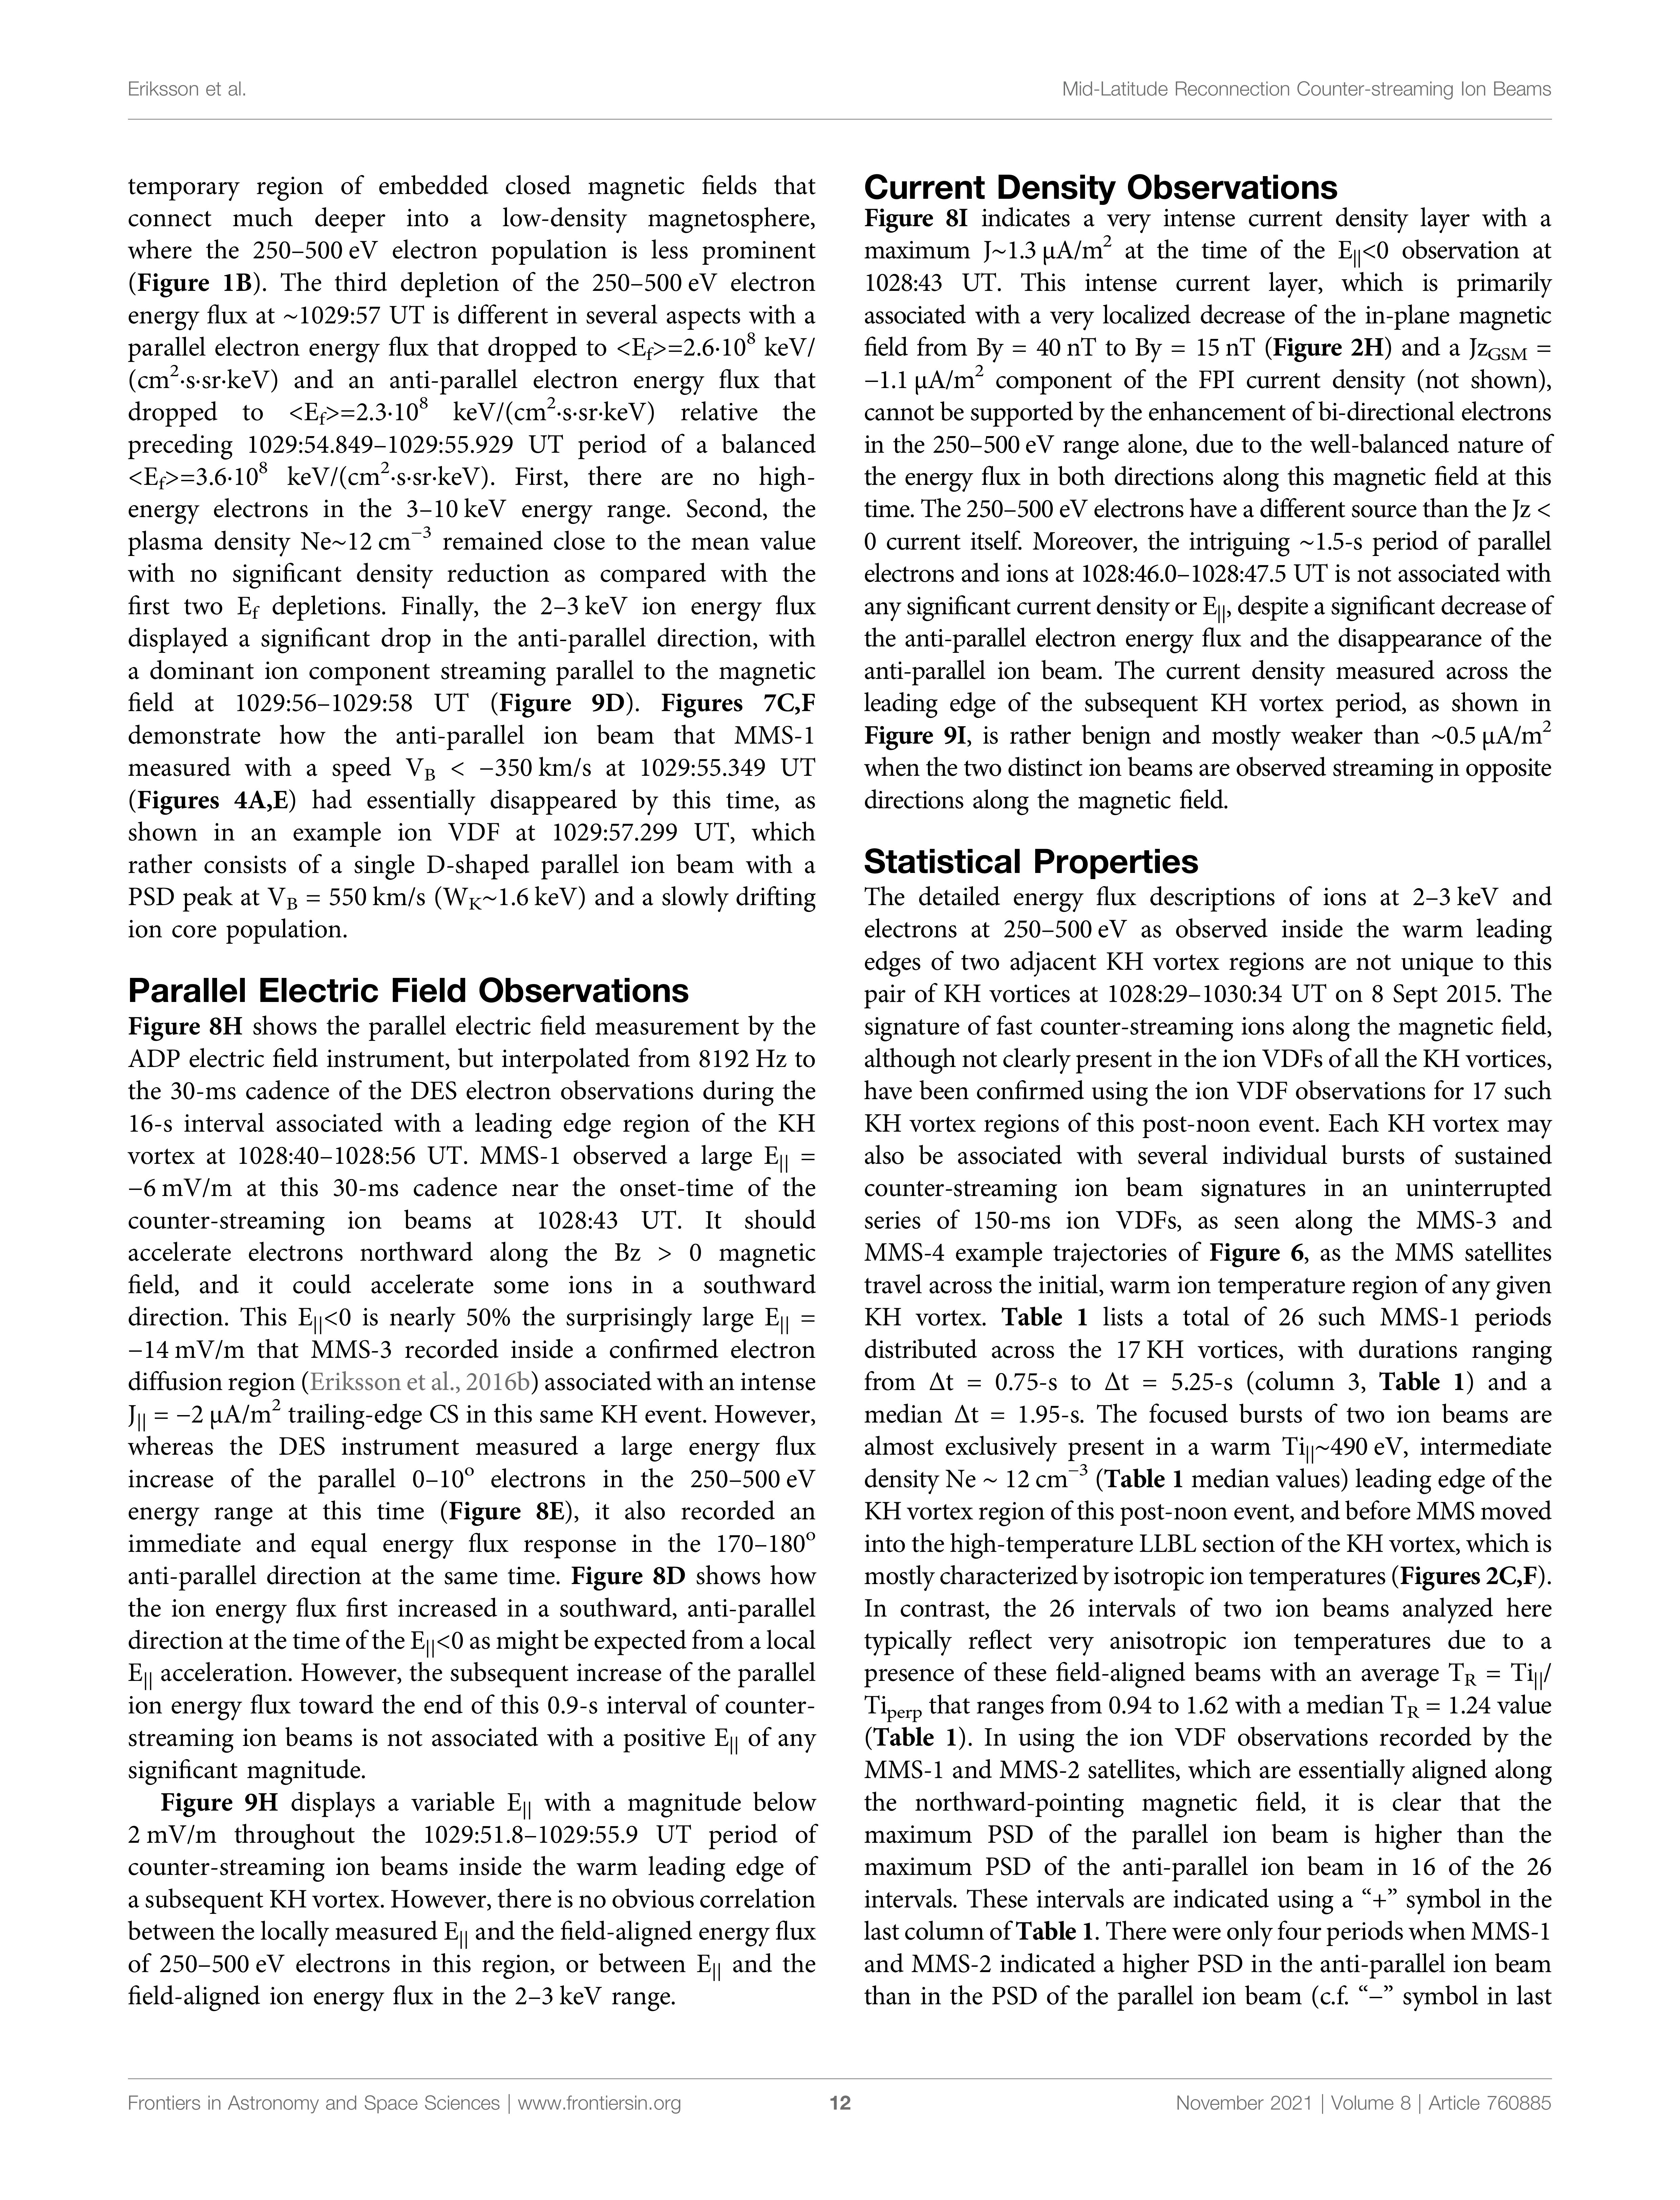 Eriksson et al.
Mid-Latitude Reconnection Counter-streaming Ion Beams
temporary region of embedded closed magnetic fields that
connect much deeper into a low-density magnetosphere,
where the 250–500 eV electron population is less prominent
(Figure 1B). The third depletion of the 250–500 eV electron
energy flux at ~1029:57 UT is different in several aspects with a
parallel electron energy flux that dropped to <Ef>=2.6·10⁸ keV/
(cm²·s·sr·keV) and an anti-parallel electron energy flux that
dropped to <Ef>=2.3·10⁸ keV/(cm²·s·sr·keV) relative the
preceding 1029:54.849–1029:55.929 UT period of a balanced
<Ef>=3.6·10⁸ keV/(cm²·s·sr·keV). First, there are no high-
energy electrons in the 3–10 keV energy range. Second, the
plasma density Ne~12 cm⁻³ remained close to the mean value
with no significant density reduction as compared with the
first two Ef depletions. Finally, the 2–3 keV ion energy flux
displayed a significant drop in the anti-parallel direction, with
a dominant ion component streaming parallel to the magnetic
field at 1029:56–1029:58 UT (Figure 9D). Figures 7C,F
demonstrate how the anti-parallel ion beam that MMS-1
measured with a speed VB < −350 km/s at 1029:55.349 UT
(Figures 4A,E) had essentially disappeared by this time, as
shown in an example ion VDF at 1029:57.299 UT, which
rather consists of a single D-shaped parallel ion beam with a
PSD peak at VB = 550 km/s (WK~1.6 keV) and a slowly drifting
ion core population.
Parallel Electric Field Observations
Figure 8H shows the parallel electric field measurement by the
ADP electric field instrument, but interpolated from 8192 Hz to
the 30-ms cadence of the DES electron observations during the
16-s interval associated with a leading edge region of the KH
vortex at 1028:40–1028:56 UT. MMS-1 observed a large E|| =
−6 mV/m at this 30-ms cadence near the onset-time of the
counter-streaming ion beams at 1028:43 UT. It should
accelerate electrons northward along the Bz > 0 magnetic
field, and it could accelerate some ions in a southward
direction. This E||<0 is nearly 50% the surprisingly large E|| =
−14 mV/m that MMS-3 recorded inside a confirmed electron
diffusion region (Eriksson et al., 2016b) associated with an intense
J|| = −2 μA/m² trailing-edge CS in this same KH event. However,
whereas the DES instrument measured a large energy flux
increase of the parallel 0–10° electrons in the 250–500 eV
energy range at this time (Figure 8E), it also recorded an
immediate and equal energy flux response in the 170–180°
anti-parallel direction at the same time. Figure 8D shows how
the ion energy flux first increased in a southward, anti-parallel
direction at the time of the E||<0 as might be expected from a local
E|| acceleration. However, the subsequent increase of the parallel
ion energy flux toward the end of this 0.9-s interval of counter-
streaming ion beams is not associated with a positive E|| of any
significant magnitude.
Figure 9H displays a variable E|| with a magnitude below
2 mV/m throughout the 1029:51.8–1029:55.9 UT period of
counter-streaming ion beams inside the warm leading edge of
a subsequent KH vortex. However, there is no obvious correlation
between the locally measured E|| and the field-aligned energy flux
of 250–500 eV electrons in this region, or between E|| and the
field-aligned ion energy flux in the 2–3 keV range.
Current Density Observations
Figure 8I indicates a very intense current density layer with a
maximum J~1.3 μA/m² at the time of the E||<0 observation at
1028:43 UT. This intense current layer, which is primarily
associated with a very localized decrease of the in-plane magnetic
field from By = 40 nT to By = 15 nT (Figure 2H) and a JzGSM =
−1.1 μA/m² component of the FPI current density (not shown),
cannot be supported by the enhancement of bi-directional electrons
in the 250–500 eV range alone, due to the well-balanced nature of
the energy flux in both directions along this magnetic field at this
time. The 250–500 eV electrons have a different source than the Jz <
0 current itself. Moreover, the intriguing ~1.5-s period of parallel
electrons and ions at 1028:46.0–1028:47.5 UT is not associated with
any significant current density or E||, despite a significant decrease of
the anti-parallel electron energy flux and the disappearance of the
anti-parallel ion beam. The current density measured across the
leading edge of the subsequent KH vortex period, as shown in
Figure 9I, is rather benign and mostly weaker than ~0.5 μA/m²
when the two distinct ion beams are observed streaming in opposite
directions along the magnetic field.
Statistical Properties
The detailed energy flux descriptions of ions at 2–3 keV and
electrons at 250–500 eV as observed inside the warm leading
edges of two adjacent KH vortex regions are not unique to this
pair of KH vortices at 1028:29–1030:34 UT on 8 Sept 2015. The
signature of fast counter-streaming ions along the magnetic field,
although not clearly present in the ion VDFs of all the KH vortices,
have been confirmed using the ion VDF observations for 17 such
KH vortex regions of this post-noon event. Each KH vortex may
also be associated with several individual bursts of sustained
counter-streaming ion beam signatures in an uninterrupted
series of 150-ms ion VDFs, as seen along the MMS-3 and
MMS-4 example trajectories of Figure 6, as the MMS satellites
travel across the initial, warm ion temperature region of any given
KH vortex. Table 1 lists a total of 26 such MMS-1 periods
distributed across the 17 KH vortices, with durations ranging
from Δt = 0.75-s to Δt = 5.25-s (column 3, Table 1) and a
median Δt = 1.95-s. The focused bursts of two ion beams are
almost exclusively present in a warm Ti||~490 eV, intermediate
density Ne ~ 12 cm⁻³ (Table 1 median values) leading edge of the
KH vortex region of this post-noon event, and before MMS moved
into the high-temperature LLBL section of the KH vortex, which is
mostly characterized by isotropic ion temperatures (Figures 2C,F).
In contrast, the 26 intervals of two ion beams analyzed here
typically reflect very anisotropic ion temperatures due to a
presence of these field-aligned beams with an average TR = Ti||/
Tiperp that ranges from 0.94 to 1.62 with a median TR = 1.24 value
(Table 1). In using the ion VDF observations recorded by the
MMS-1 and MMS-2 satellites, which are essentially aligned along
the northward-pointing magnetic field, it is clear that the
maximum PSD of the parallel ion beam is higher than the
maximum PSD of the anti-parallel ion beam in 16 of the 26
intervals. These intervals are indicated using a “+” symbol in the
last column of Table 1. There were only four periods when MMS-1
and MMS-2 indicated a higher PSD in the anti-parallel ion beam
than in the PSD of the parallel ion beam (c.f. “–” symbol in last
Frontiers in Astronomy and Space Sciences | www.frontiersin.org
12
November 2021 | Volume 8 | Article 760885